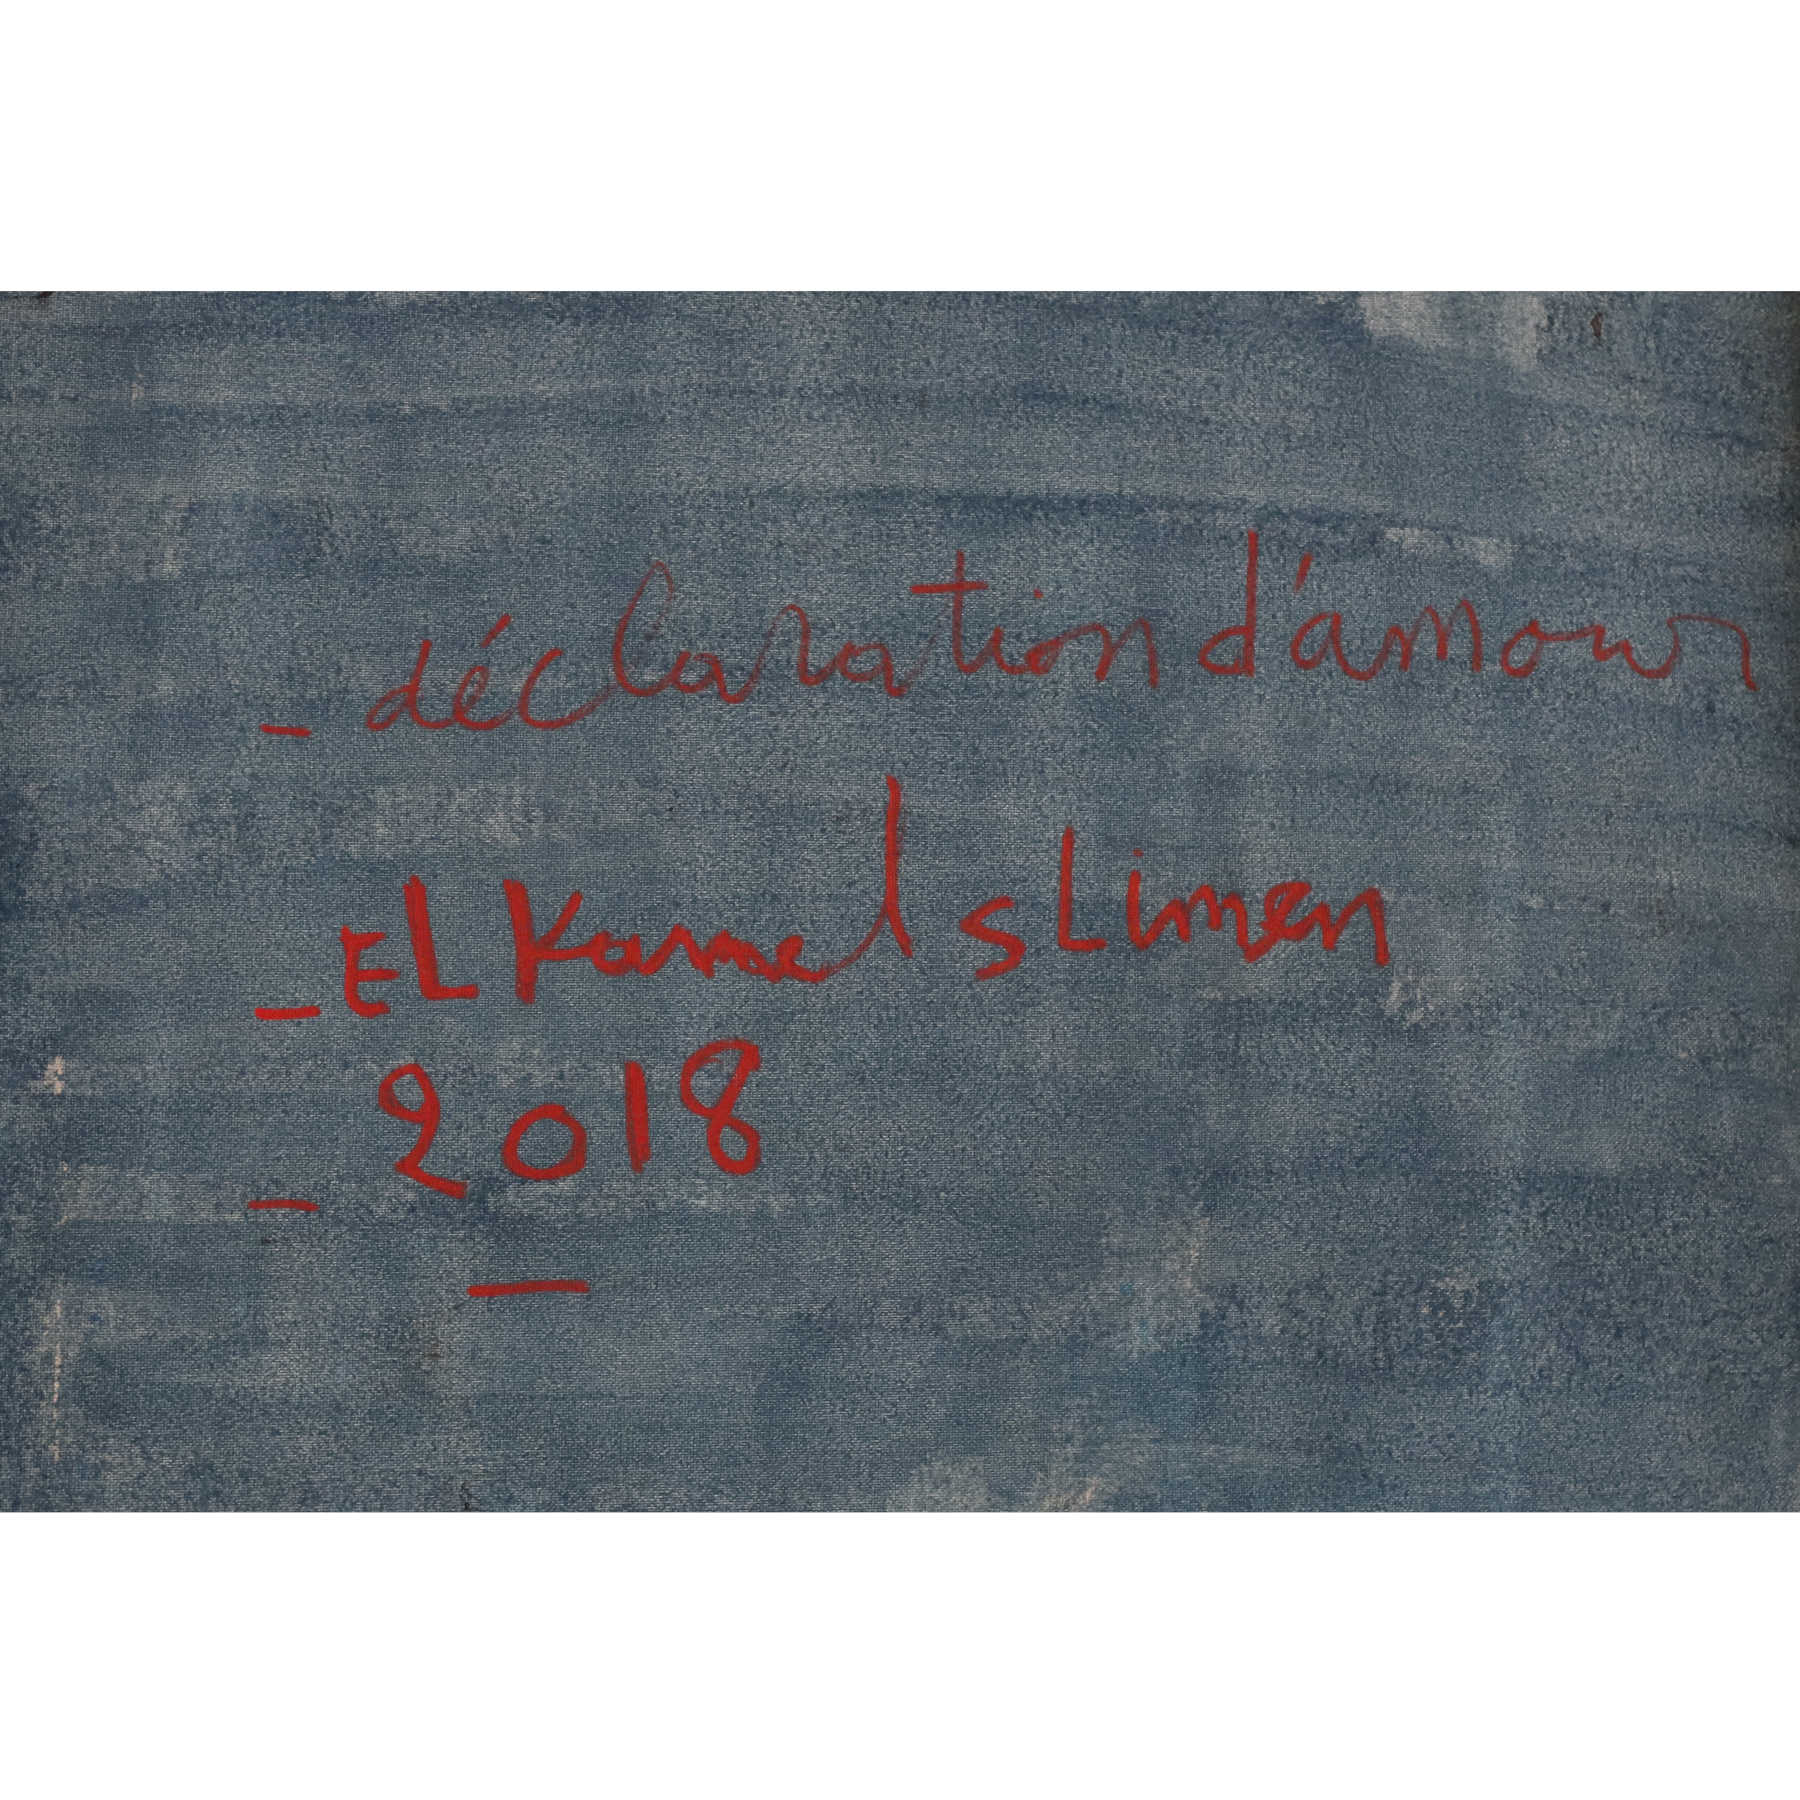 - déclaration d'amour
- EL Kamel sLimen
- 2018